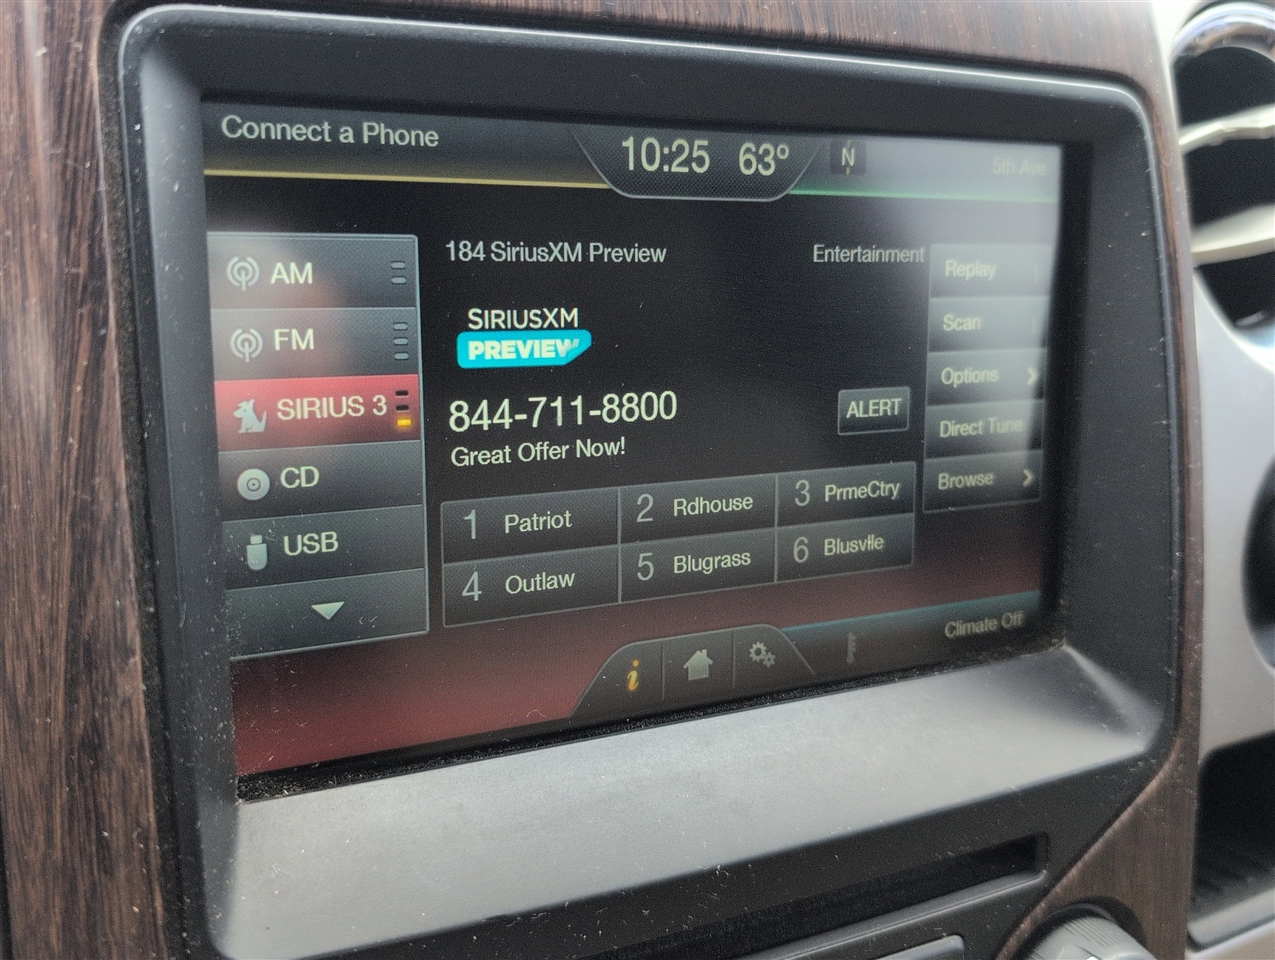 Connect a Phone
10:25 63° N
5th Ave
AM
FM
SIRIUS 3
CD
USB
184 SiriusXM Preview
Entertainment
SIRIUSXM
PREVIEW
844-711-8800
Great Offer Now!
ALERT
1 Patriot
2 Rdhouse
3 PrmeCtry
4 Outlaw
5 Blugrass
6 Blusvlle
Replay
Scan
Options
Direct Tune
Browse
i
Climate Off